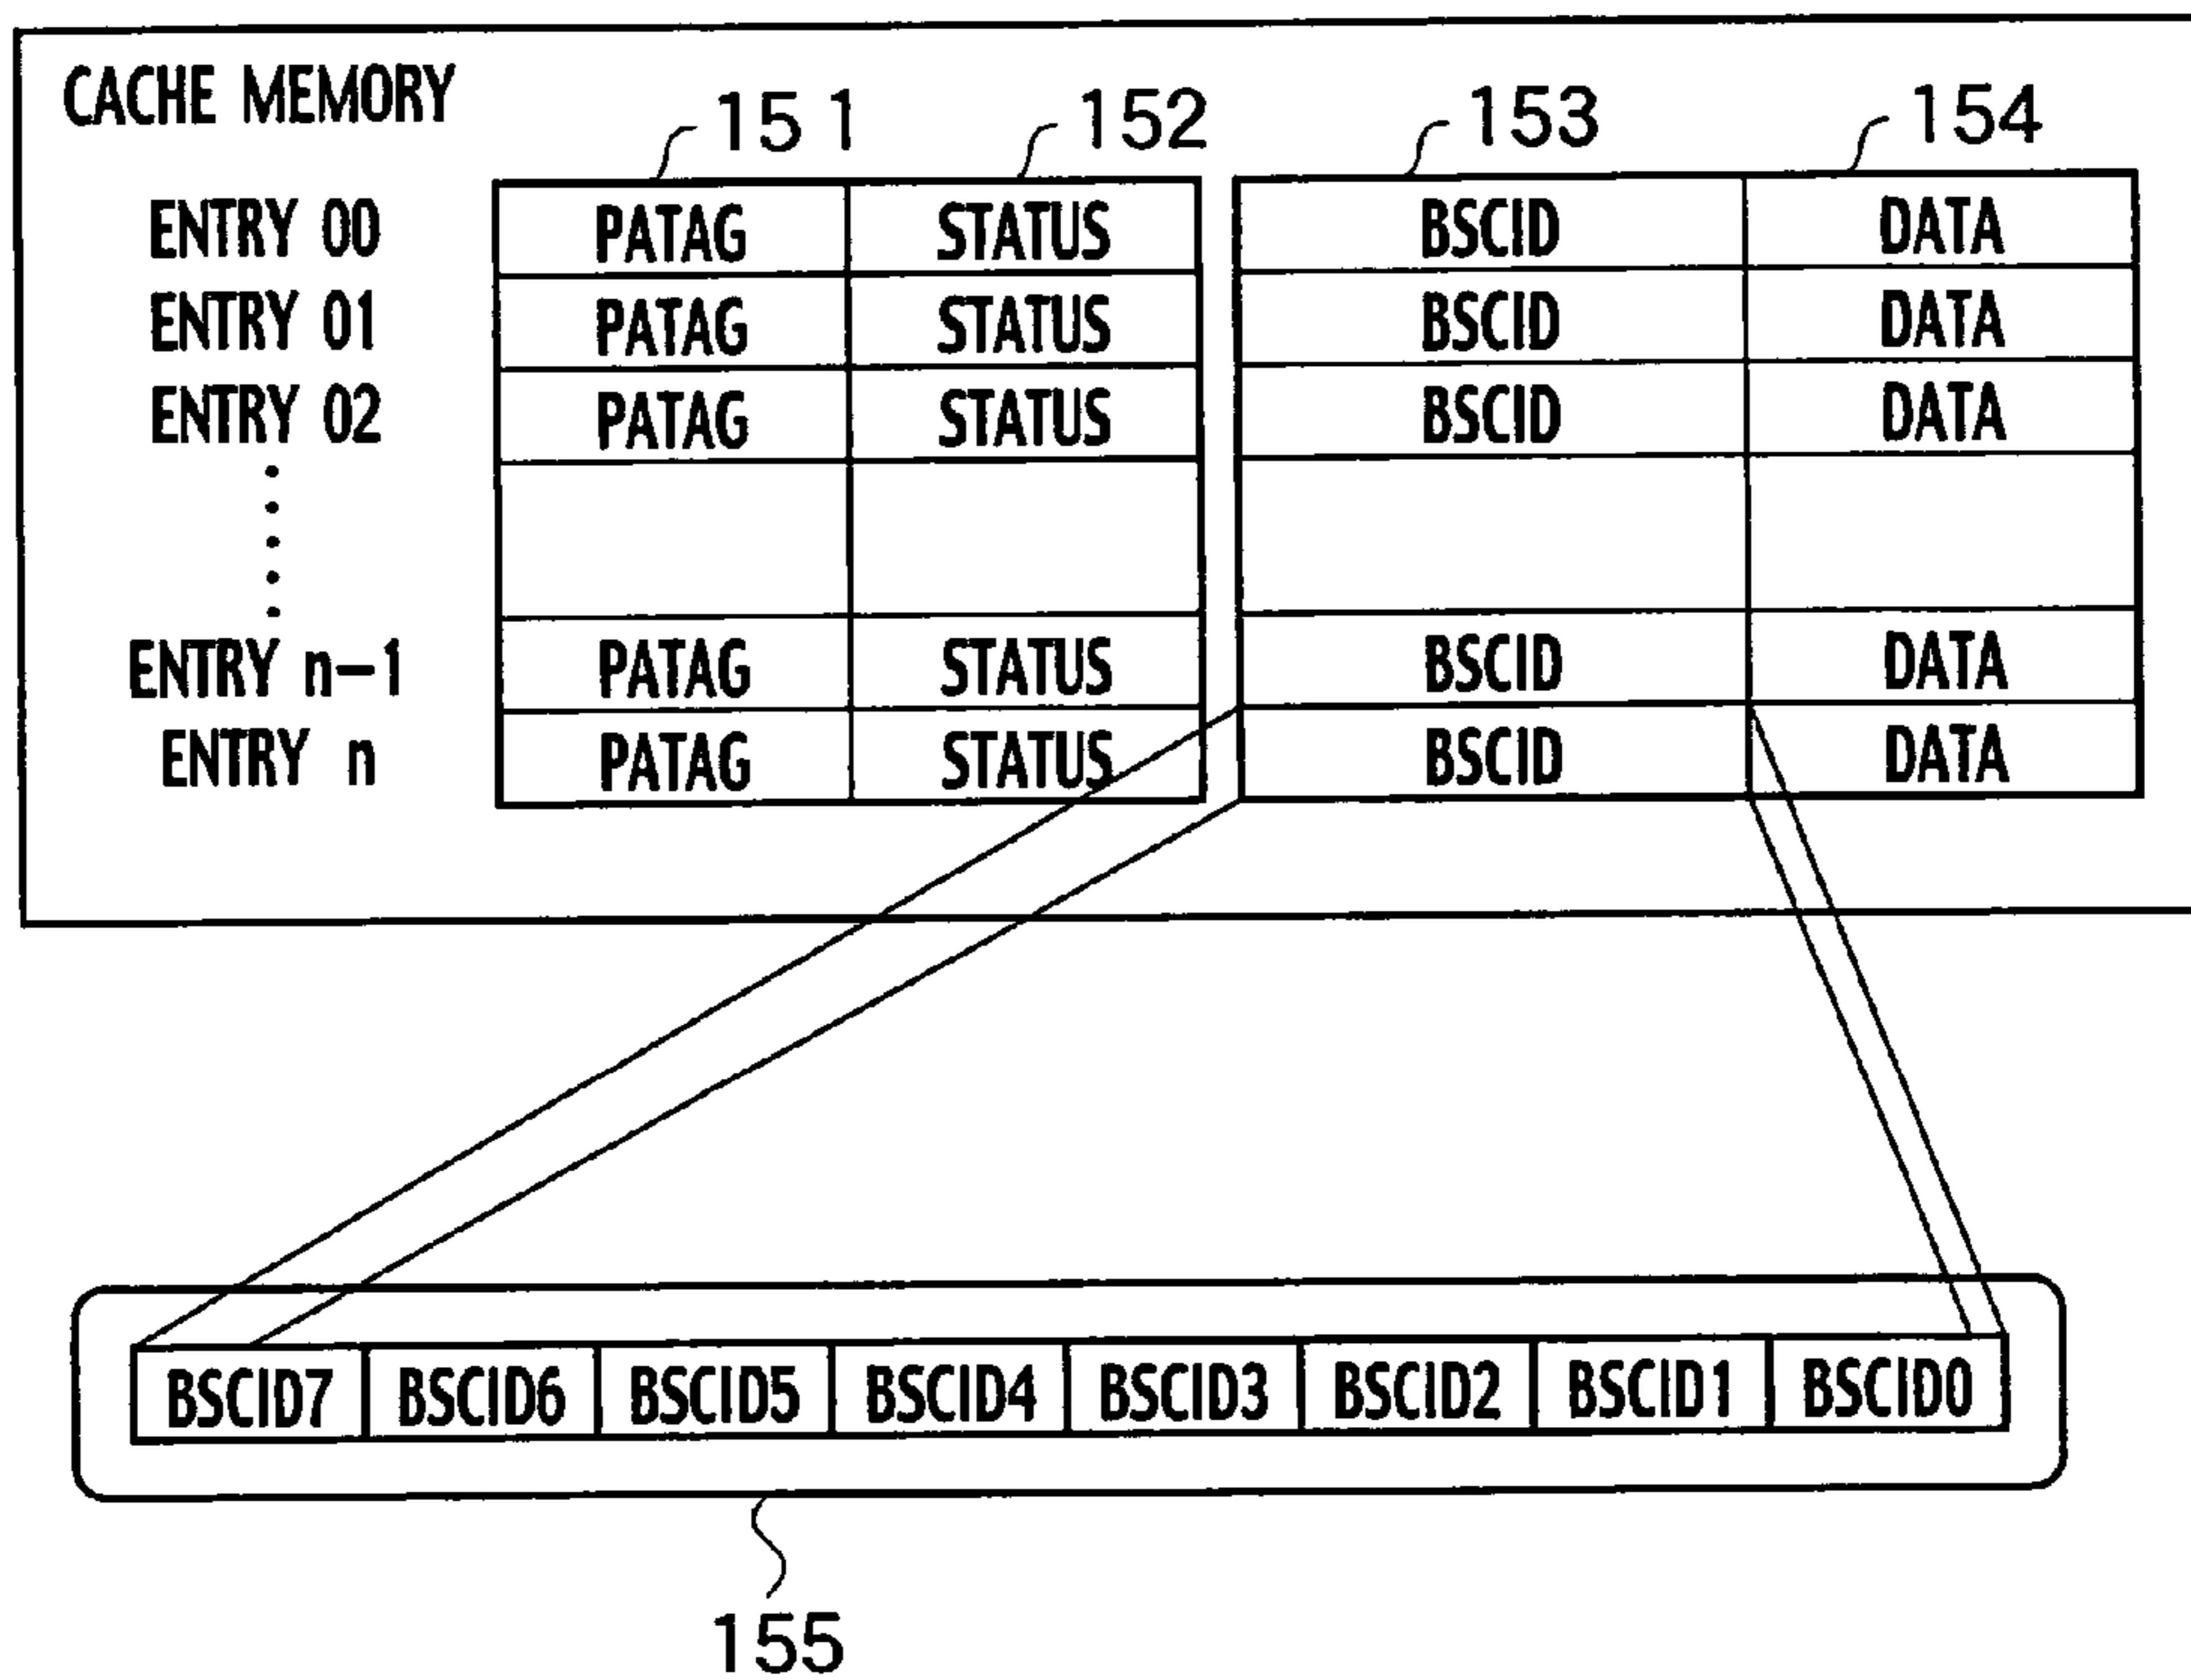 CACHE MEMORY
151 152 153 154
ENTRY 00 PATAG STATUS BSCID DATA
ENTRY 01 PATAG STATUS BSCID DATA
ENTRY 02 PATAG STATUS BSCID DATA
ENTRY n-1 PATAG STATUS BSCID DATA
ENTRY n PATAG STATUS BSCID DATA
BSCID7 BSCID6 BSCID5 BSCID4 BSCID3 BSCID2 BSCID1 BSCID0
155